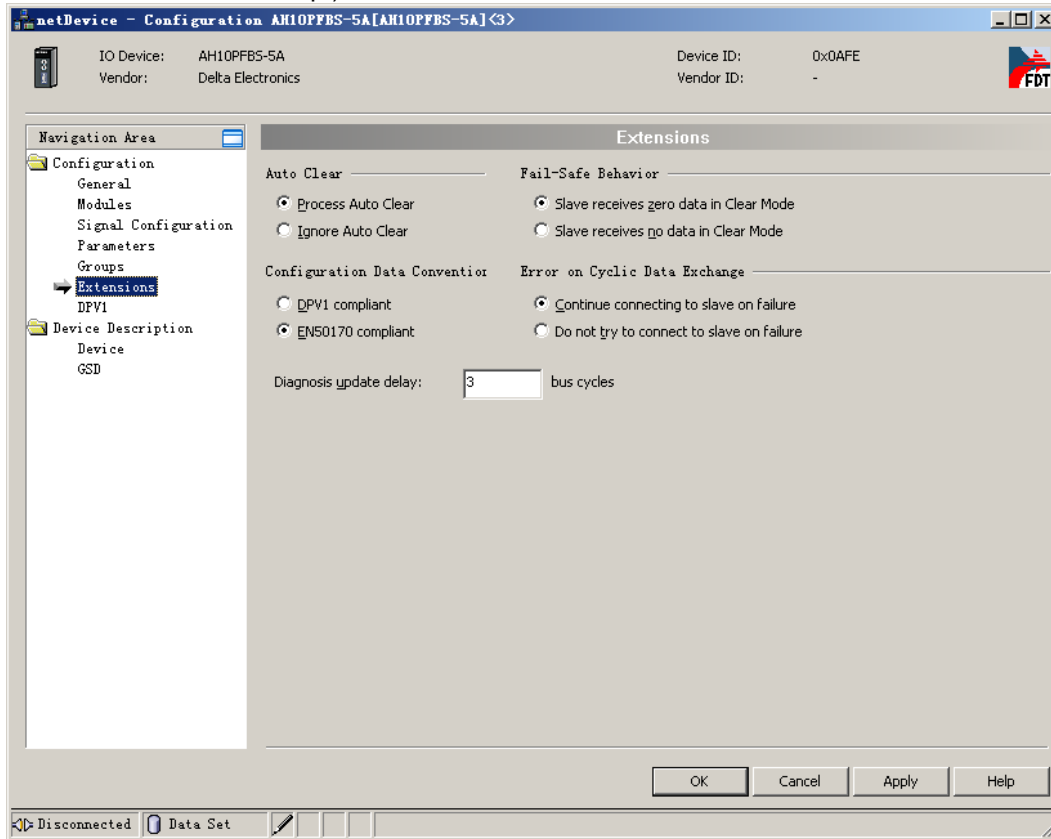 netDevice - Configuration AH10PFBS-5A[AH10PFBS-5A]<3>
IO Device: AH10PFBS-5A Device ID: 0x0AFE
Vendor: Delta Electronics Vendor ID: -
FDT
Navigation Area
Configuration
General
Modules
Signal Configuration
Parameters
Groups
Extensions
DPV1
Device Description
Device
GSD
Extensions
Auto Clear
Process Auto Clear
Ignore Auto Clear
Fail-Safe Behavior
Slave receives zero data in Clear Mode
Slave receives no data in Clear Mode
Configuration Data Convention
DPV1 compliant
EN50170 compliant
Error on Cyclic Data Exchange
Continue connecting to slave on failure
Do not try to connect to slave on failure
Diagnosis update delay: 3 bus cycles
OK Cancel Apply Help
Disconnected Data Set